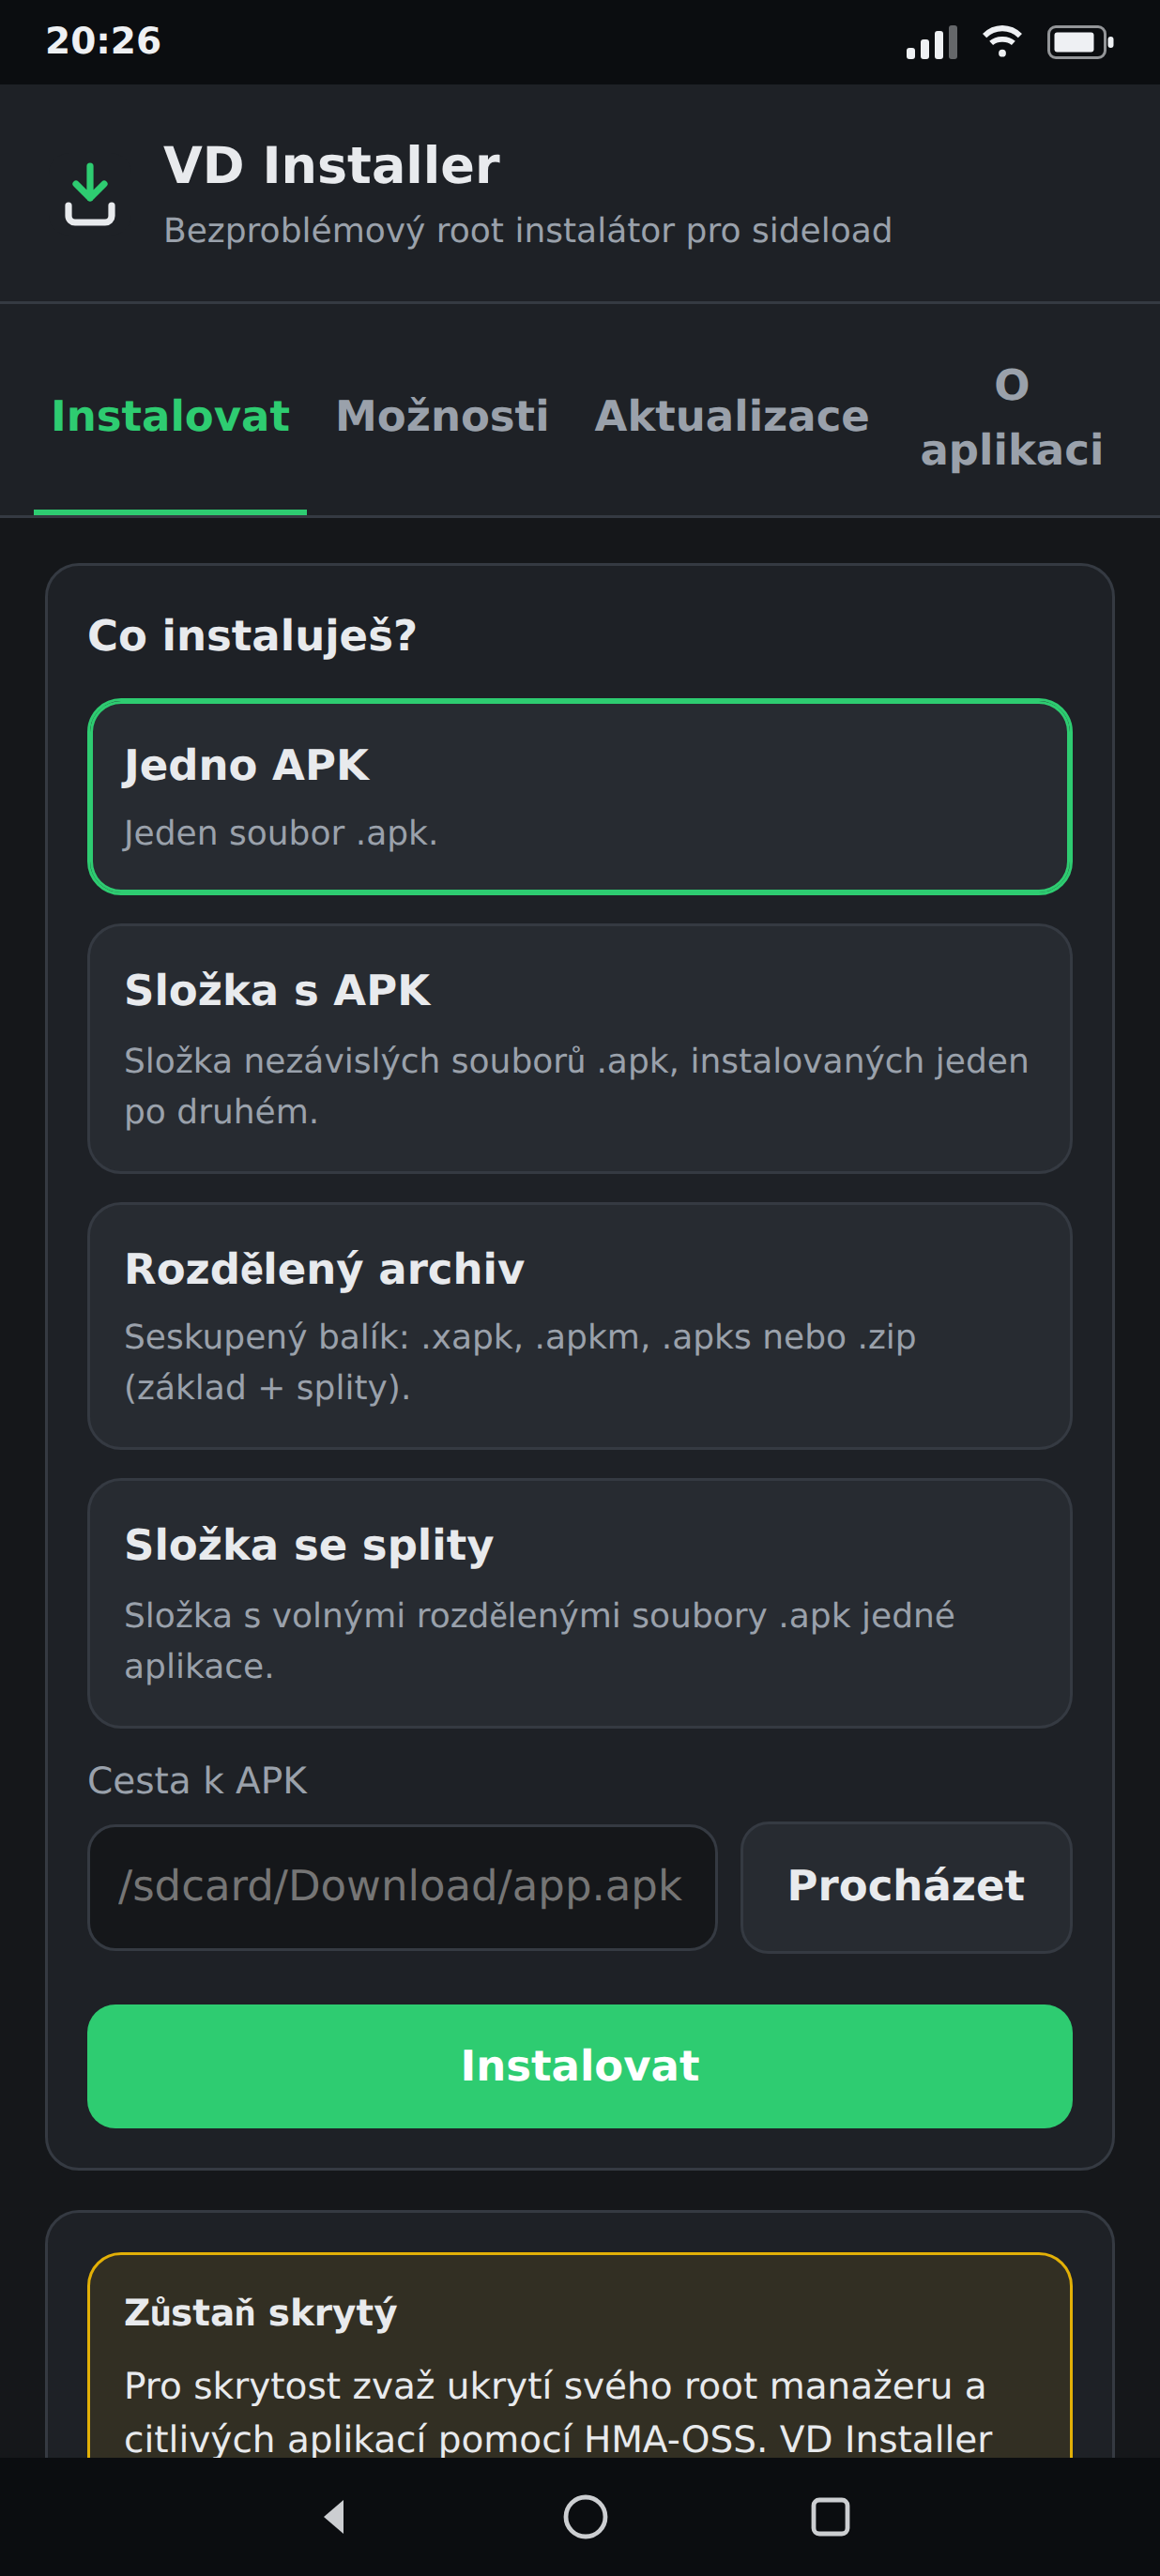 20:26
VD Installer
Bezproblémový root instalátor pro sideload
Instalovat
Možnosti
Aktualizace
O
aplikaci
Co instaluješ?
Jedno APK
Jeden soubor .apk.
Složka s APK
Složka nezávislých souborů .apk, instalovaných jeden
po druhém.
Rozdělený archiv
Seskupený balík: .xapk, .apkm, .apks nebo .zip
(základ + splity).
Složka se splity
Složka s volnými rozdělenými soubory .apk jedné
aplikace.
Cesta k APK
/sdcard/Download/app.apk
Procházet
Instalovat
Zůstaň skrytý
Pro skrytost zvaž ukrytí svého root manažeru a
citlivých aplikací pomocí HMA-OSS. VD Installer